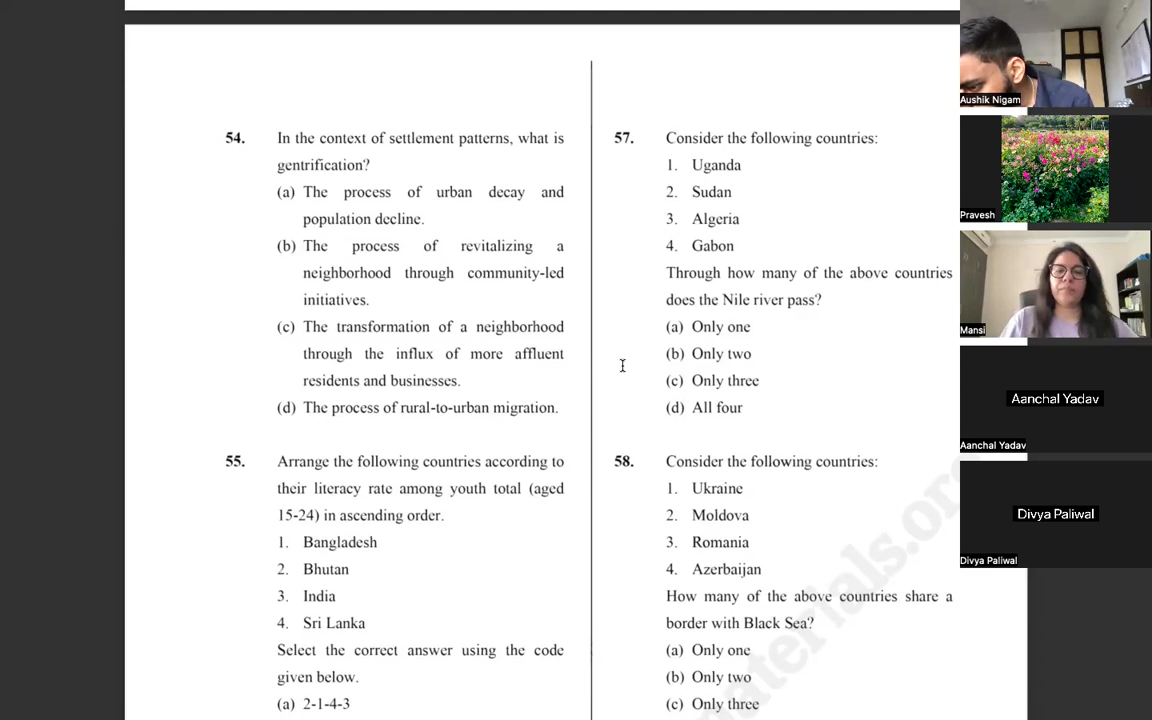 54. In the context of settlement patterns, what is
gentrification?
(a) The process of urban decay and
population decline.
(b) The process of revitalizing a
neighborhood through community-led
initiatives.
(c) The transformation of a neighborhood
through the influx of more affluent
residents and businesses.
(d) The process of rural-to-urban migration.
55. Arrange the following countries according to
their literacy rate among youth total (aged
15-24) in ascending order.
1. Bangladesh
2. Bhutan
3. India
4. Sri Lanka
Select the correct answer using the code
given below.
(a) 2-1-4-3
57. Consider the following countries:
1. Uganda
2. Sudan
3. Algeria
4. Gabon
Through how many of the above countries
does the Nile river pass?
(a) Only one
(b) Only two
(c) Only three
(d) All four
58. Consider the following countries:
1. Ukraine
2. Moldova
3. Romania
4. Azerbaijan
How many of the above countries share a
border with Black Sea?
(a) Only one
(b) Only two
(c) Only three
Aushik Nigam
Pravesh
Mansi
Aanchal Yadav
Aanchal Yadav
Divya Paliwal
Divya Paliwal